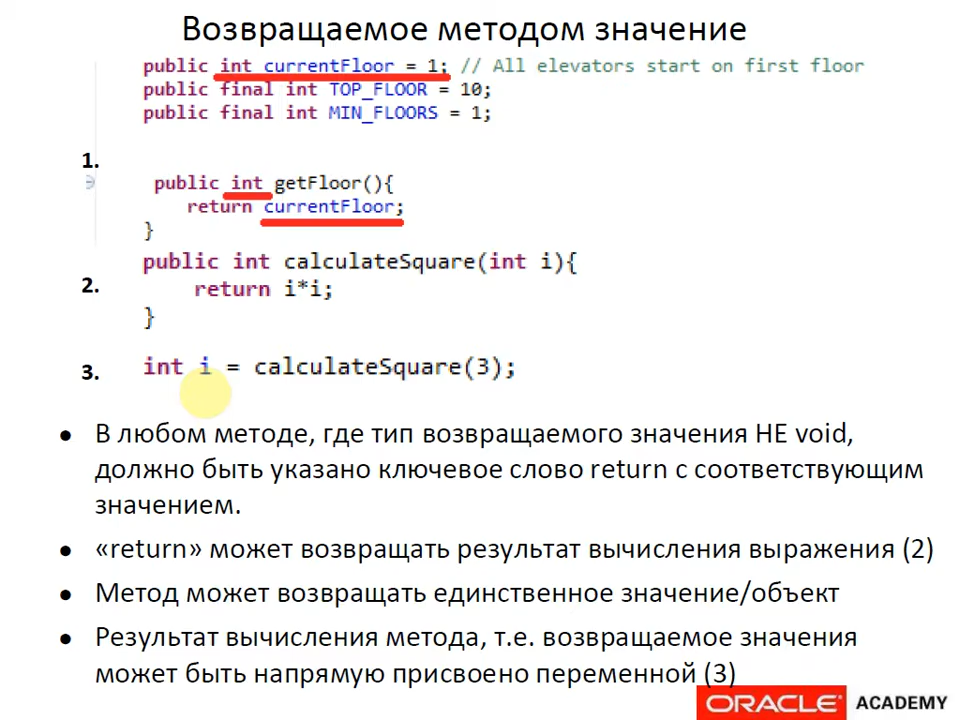 Возвращаемое методом значение
public int currentFloor = 1; // All elevators start on first floor
public final int TOP_FLOOR = 10;
public final int MIN_FLOORS = 1;
1.
public int getFloor(){
return currentFloor;
}
public int calculateSquare(int i){
2.
return i*i;
}
3.
int i = calculateSquare(3);
• В любом методе, где тип возвращаемого значения НЕ void,
должно быть указано ключевое слово return с соответствующим
значением.
• «return» может возвращать результат вычисления выражения (2)
• Метод может возвращать единственное значение/объект
• Результат вычисления метода, т.е. возвращаемое значения
может быть напрямую присвоено переменной (3)
ORACLE ACADEMY